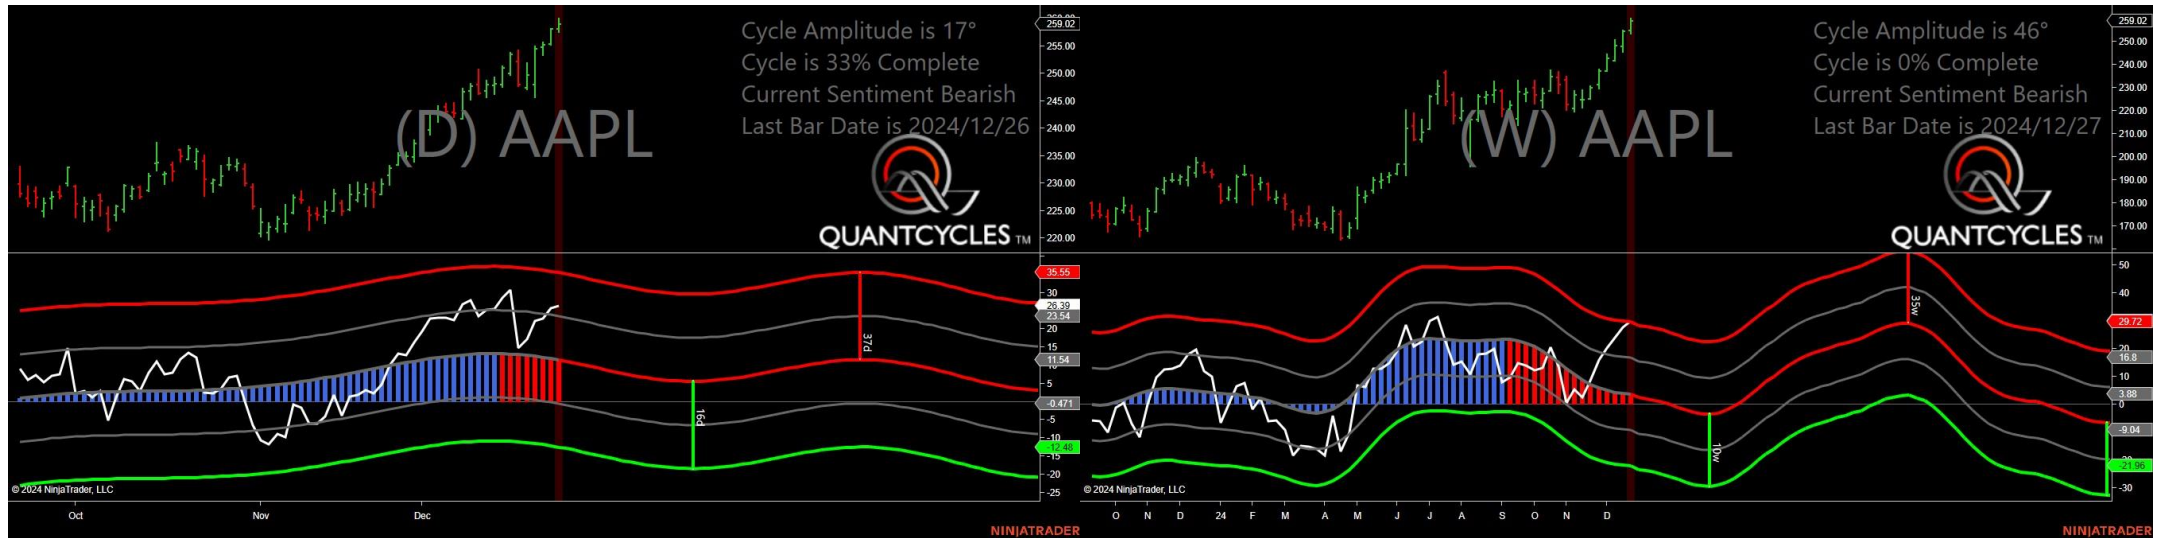 Cycle Amplitude is 17°
Cycle is 33% Complete
Current Sentiment Bearish
Last Bar Date is 2024/12/26
(D) AAPL
QUANTCYCLES TM
259.02
255.00
250.00
245.00
240.00
235.00
230.00
225.00
220.00
35.55
30
26.39
23.54
20
15
11.54
5
-0.471
-5
-10
-12.48
-15
-20
-25
37d
16d
© 2024 NinjaTrader, LLC
Oct Nov Dec
NINJATRADER
Cycle Amplitude is 46°
Cycle is 0% Complete
Current Sentiment Bearish
Last Bar Date is 2024/12/27
(W) AAPL
QUANTCYCLES TM
259.02
250.00
240.00
230.00
220.00
210.00
200.00
190.00
180.00
170.00
50
40
29.72
20
16.8
10
3.88
0
-9.04
-21.96
-30
35w
10w
© 2024 NinjaTrader, LLC
O N D 24 F M A M J J A S O N D
NINJATRADER